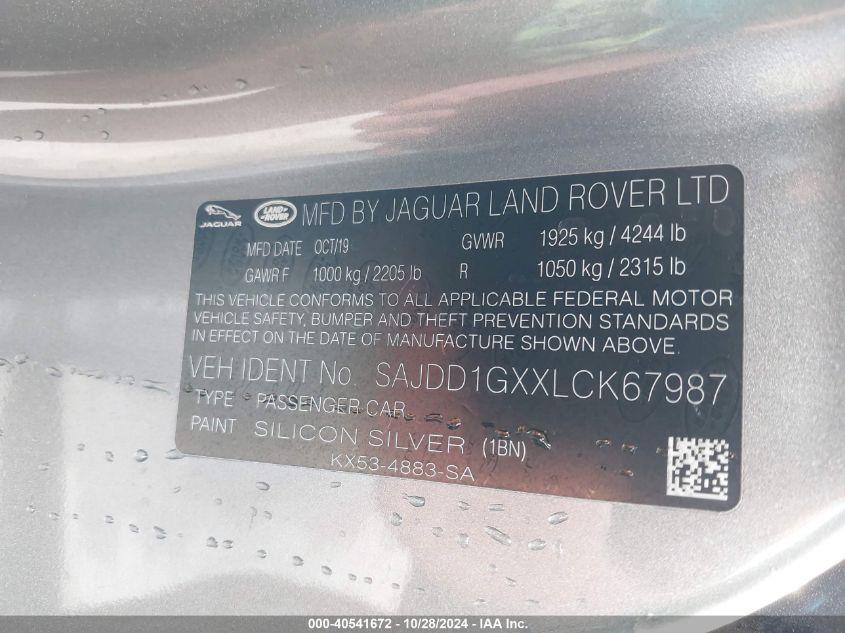 JAGUAR LAND ROVER MFD BY JAGUAR LAND ROVER LTD
MFD DATE OCT/19 GVWR 1925 kg / 4244 lb
GAWR F 1000 kg / 2205 lb R 1050 kg / 2315 lb
THIS VEHICLE CONFORMS TO ALL APPLICABLE FEDERAL MOTOR
VEHICLE SAFETY, BUMPER AND THEFT PREVENTION STANDARDS
IN EFFECT ON THE DATE OF MANUFACTURE SHOWN ABOVE.
VEH IDENT No SAJDD1GXXLCK67987
TYPE PASSENGER CAR
PAINT SILICON SILVER (1BN)
KX53-4883-SA
000-40541672 - 10/28/2024 - IAA Inc.